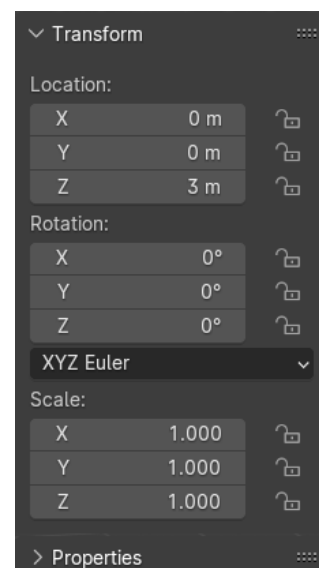 Transform
Location:
X 0 m
Y 0 m
Z 3 m
Rotation:
X 0°
Y 0°
Z 0°
XYZ Euler
Scale:
X 1.000
Y 1.000
Z 1.000
Properties